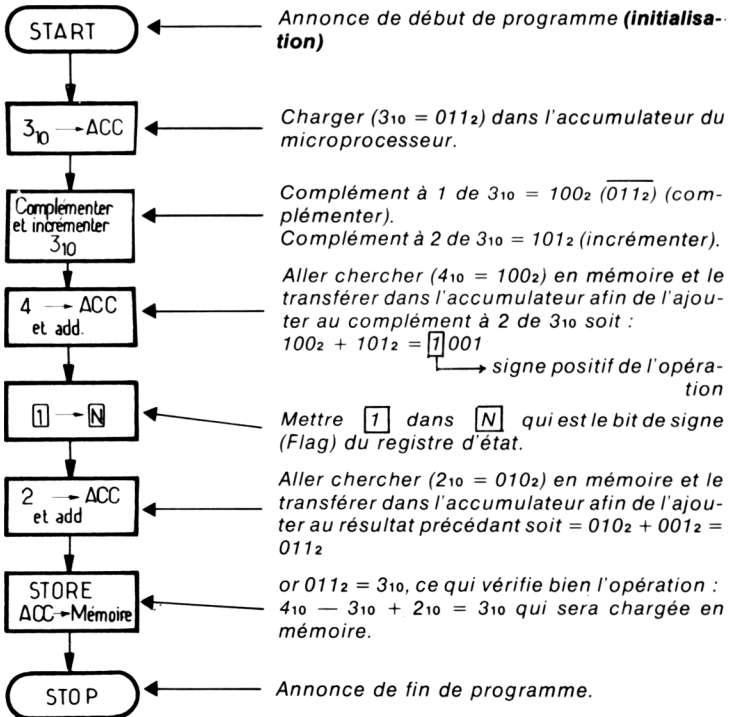 START
Annonce de début de programme (initialisa-
tion)
3₁₀ → ACC
Charger (3₁₀ = 011₂) dans l'accumulateur du
microprocesseur.
Complémenter
et incrémenter
3₁₀
Complément à 1 de 3₁₀ = 100₂ (0̅1̅1̅₂̅) (com-
plémenter).
Complément à 2 de 3₁₀ = 101₂ (incrémenter).
4 → ACC
et add.
Aller chercher (4₁₀ = 100₂) en mémoire et le
transférer dans l'accumulateur afin de l'ajou-
ter au complément à 2 de 3₁₀ soit :
100₂ + 101₂ = 1 001
→ signe positif de l'opéra-
tion
1 → N
Mettre 1 dans N qui est le bit de signe
(Flag) du registre d'état.
2 → ACC
et add
Aller chercher (2₁₀ = 010₂) en mémoire et le
transférer dans l'accumulateur afin de l'ajou-
ter au résultat précédant soit = 010₂ + 001₂ =
011₂
STORE
ACC→Mémoire
or 011₂ = 3₁₀, ce qui vérifie bien l'opération :
4₁₀ — 3₁₀ + 2₁₀ = 3₁₀ qui sera chargée en
mémoire.
STOP
Annonce de fin de programme.